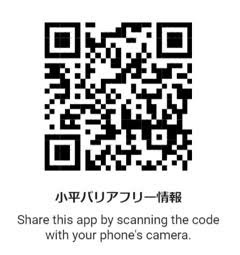 小平バリアフリー情報
Share this app by scanning the code
with your phone's camera.